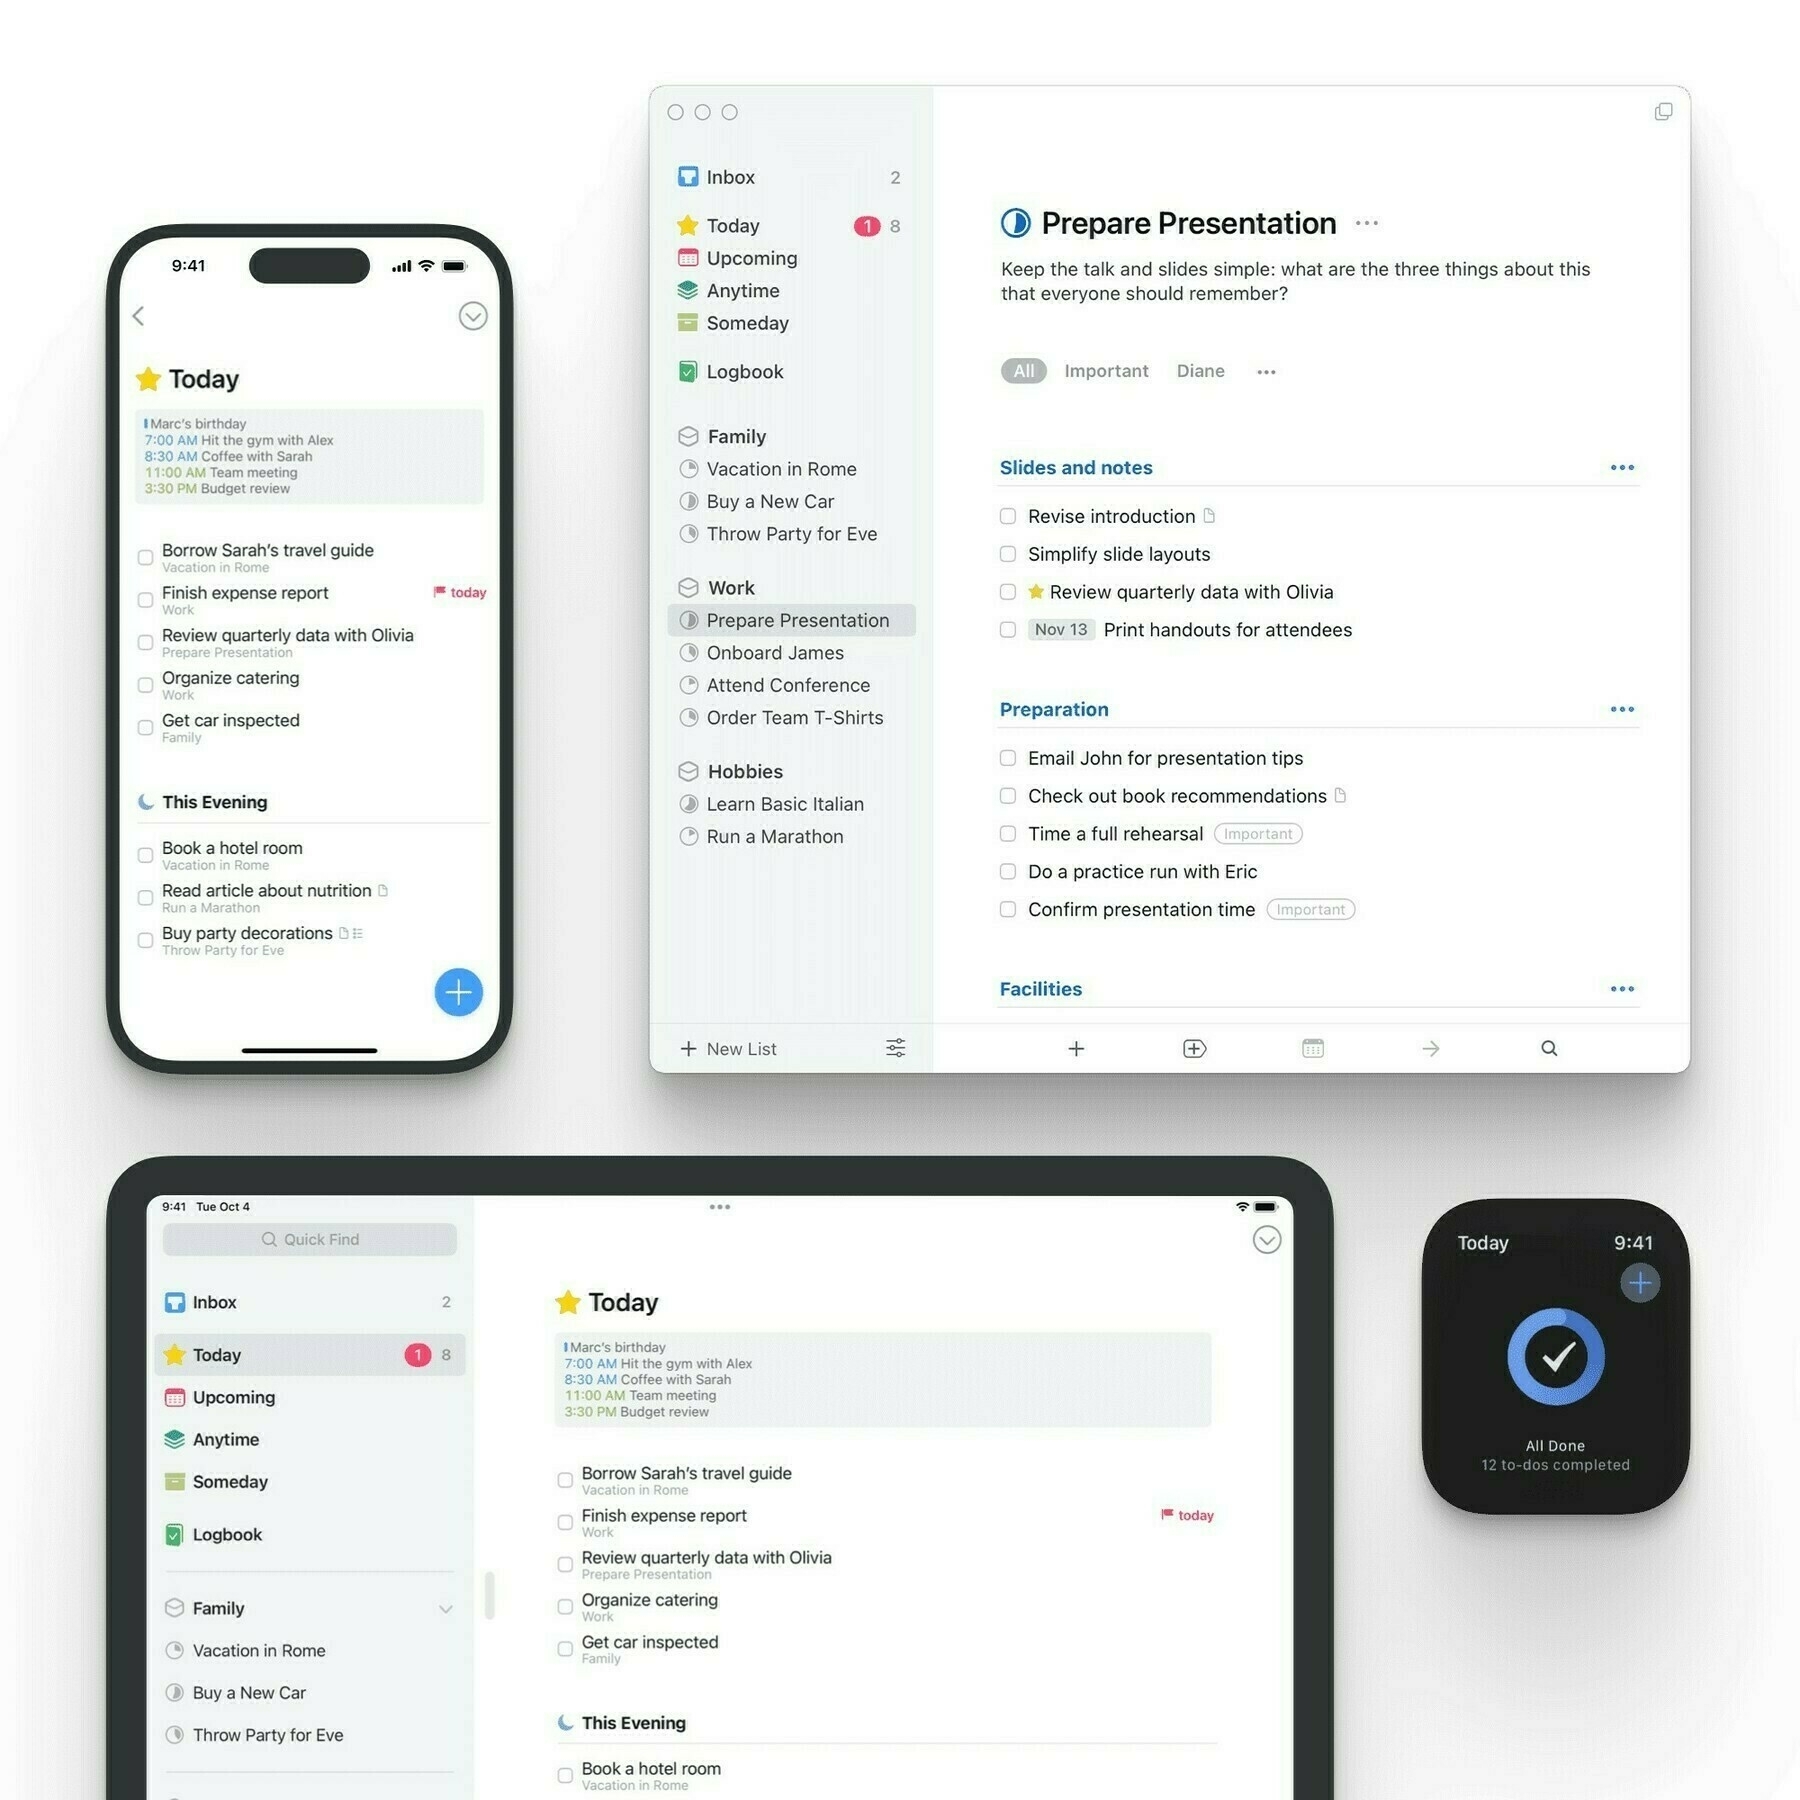 9:41
Today
Marc's birthday
7:00 AM Hit the gym with Alex
8:30 AM Coffee with Sarah
11:00 AM Team meeting
3:30 PM Budget review
Borrow Sarah's travel guide
Vacation in Rome
Finish expense report
today
Work
Review quarterly data with Olivia
Prepare Presentation
Organize catering
Work
Get car inspected
Family
This Evening
Book a hotel room
Vacation in Rome
Read article about nutrition
Run a Marathon
Buy party decorations
Throw Party for Eve
Inbox 2
Today 1 8
Upcoming
Anytime
Someday
Logbook
Family
Vacation in Rome
Buy a New Car
Throw Party for Eve
Work
Prepare Presentation
Onboard James
Attend Conference
Order Team T-Shirts
Hobbies
Learn Basic Italian
Run a Marathon
New List
Prepare Presentation
Keep the talk and slides simple: what are the three things about this
that everyone should remember?
All Important Diane
Slides and notes
Revise introduction
Simplify slide layouts
Review quarterly data with Olivia
Nov 13 Print handouts for attendees
Preparation
Email John for presentation tips
Check out book recommendations
Time a full rehearsal Important
Do a practice run with Eric
Confirm presentation time Important
Facilities
9:41 Tue Oct 4
Quick Find
Inbox 2
Today 1 8
Upcoming
Anytime
Someday
Logbook
Family
Vacation in Rome
Buy a New Car
Throw Party for Eve
Today
Marc's birthday
7:00 AM Hit the gym with Alex
8:30 AM Coffee with Sarah
11:00 AM Team meeting
3:30 PM Budget review
Borrow Sarah's travel guide
Vacation in Rome
Finish expense report
today
Work
Review quarterly data with Olivia
Prepare Presentation
Organize catering
Work
Get car inspected
Family
This Evening
Book a hotel room
Vacation in Rome
Today 9:41
All Done
12 to-dos completed